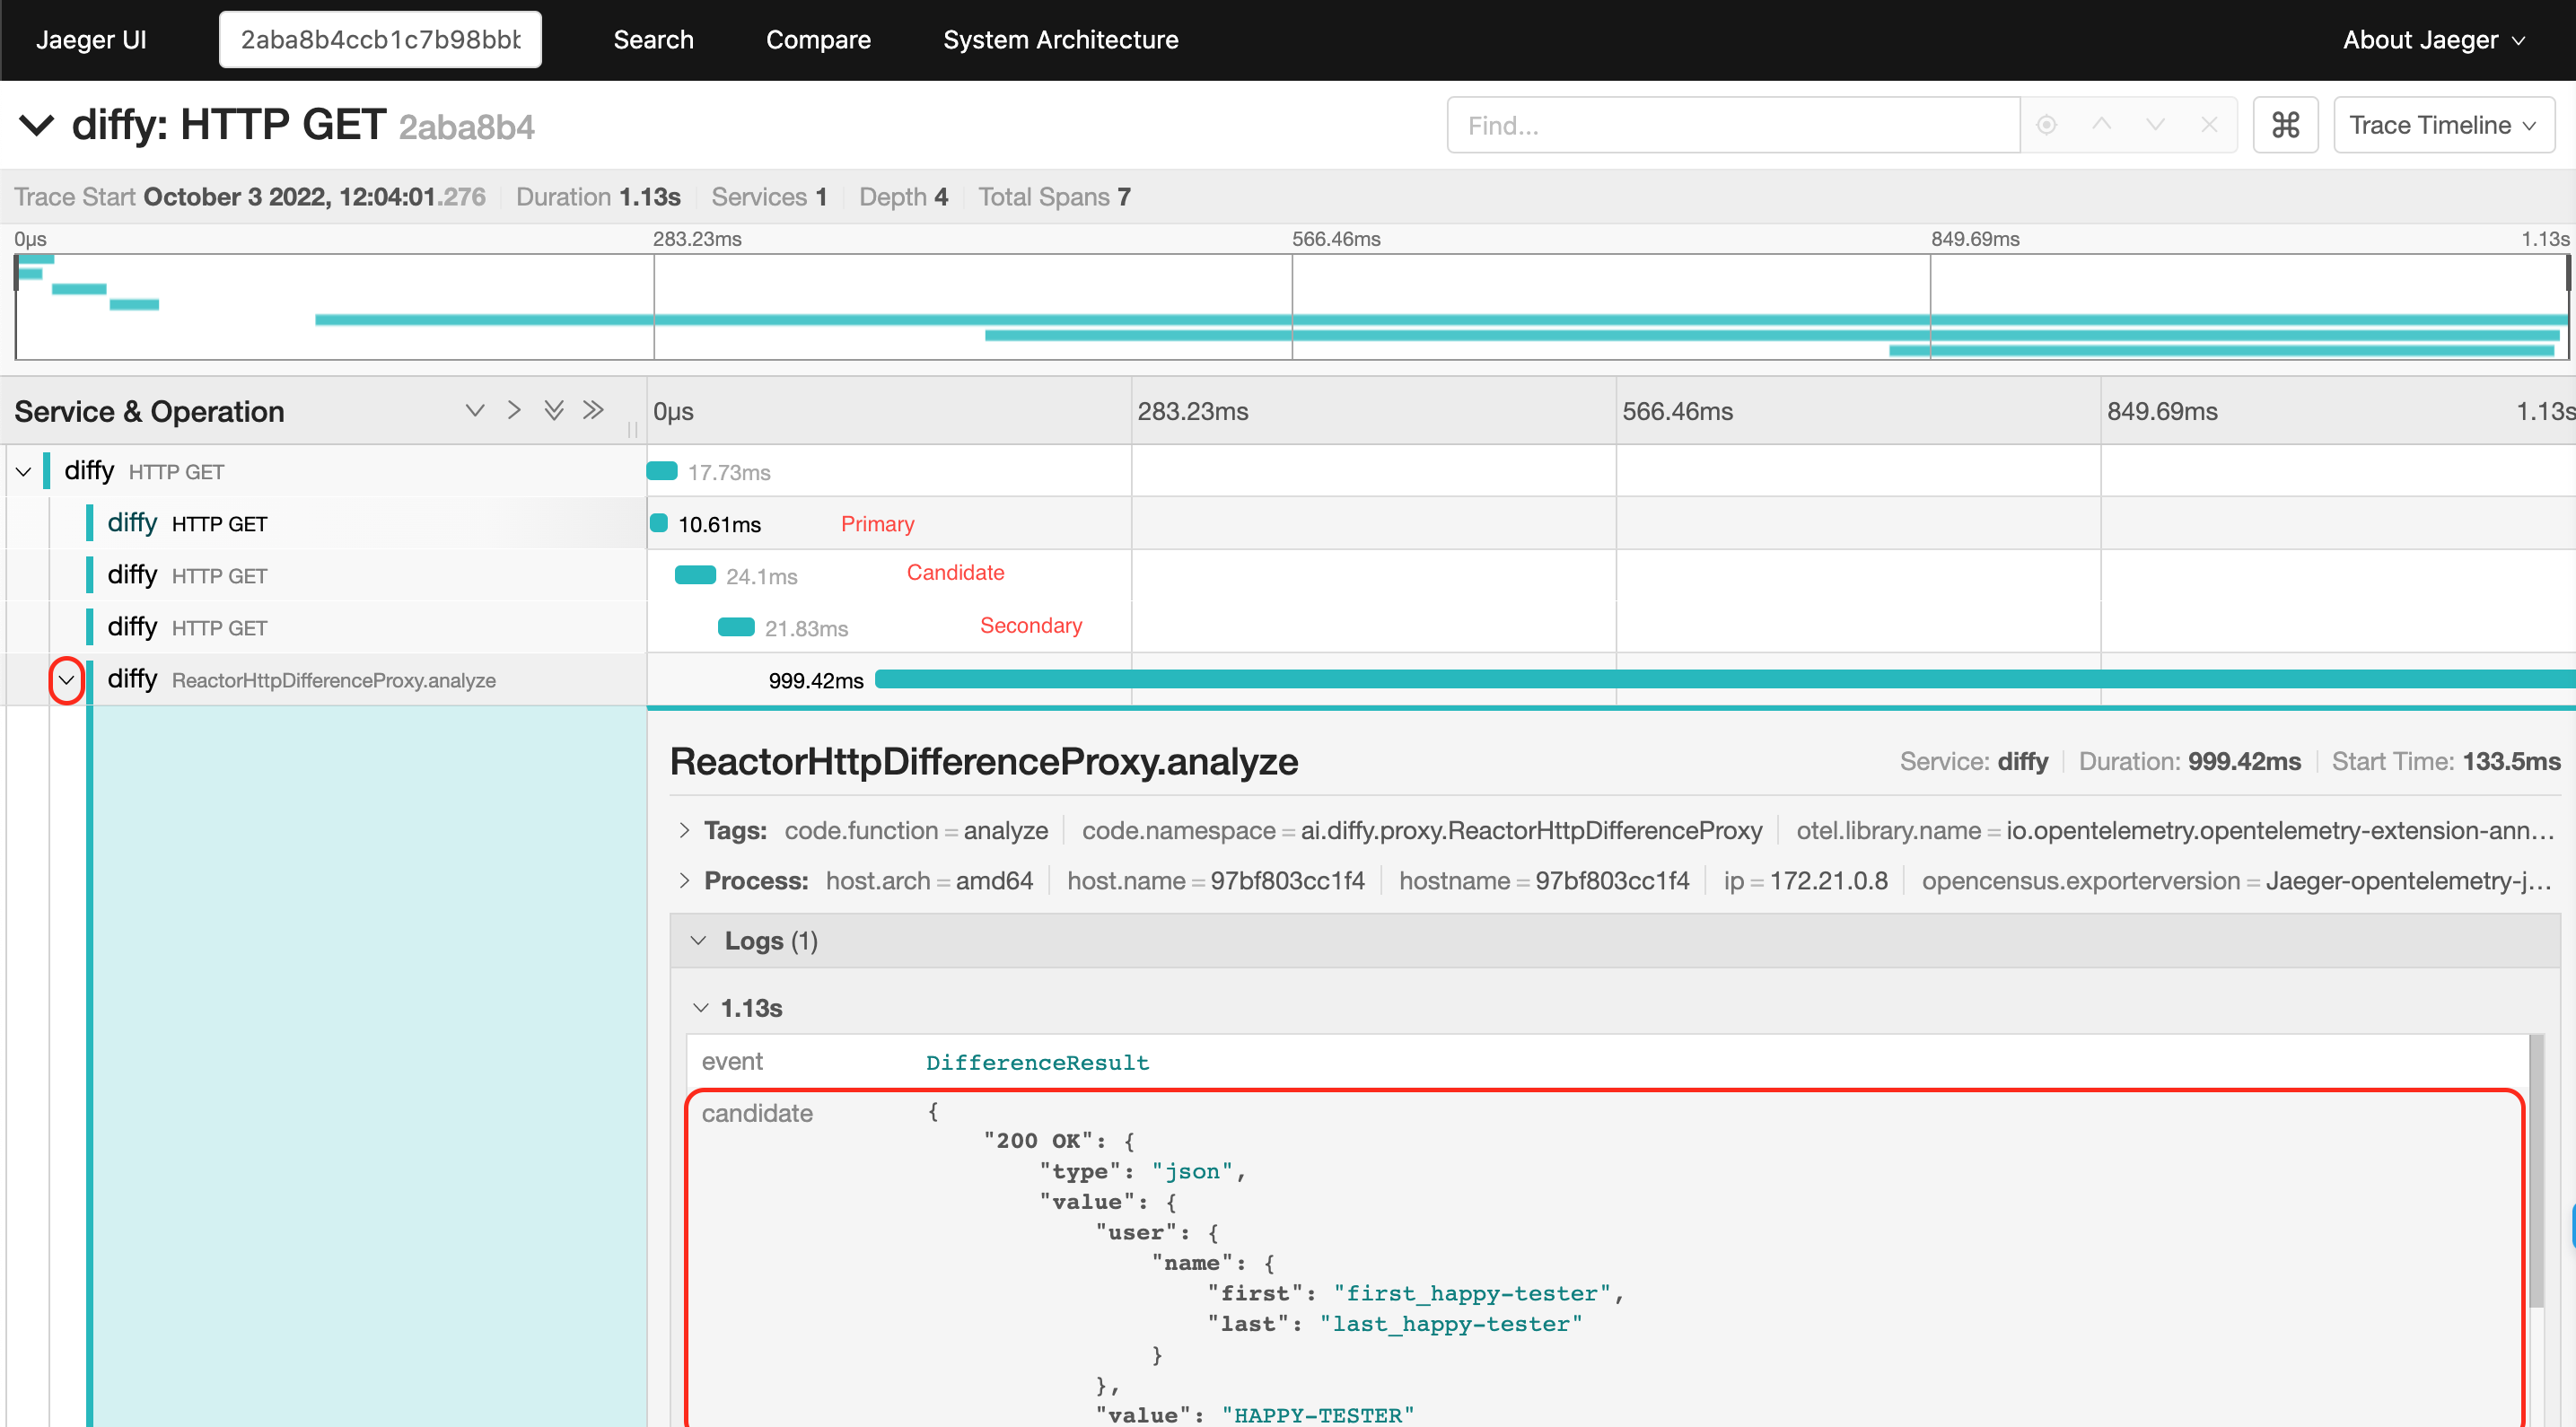 Jaeger UI 2aba8b4ccb1c7b98bbb Search Compare System Architecture About Jaeger
diffy: HTTP GET 2aba8b4 Find... ⌘ Trace Timeline
Trace Start October 3 2022, 12:04:01.276 Duration 1.13s Services 1 Depth 4 Total Spans 7
0μs 283.23ms 566.46ms 849.69ms 1.13s
Service & Operation 0μs 283.23ms 566.46ms 849.69ms 1.13s
diffy HTTP GET 17.73ms
diffy HTTP GET 10.61ms Primary
diffy HTTP GET 24.1ms Candidate
diffy HTTP GET 21.83ms Secondary
diffy ReactorHttpDifferenceProxy.analyze 999.42ms
ReactorHttpDifferenceProxy.analyze Service: diffy Duration: 999.42ms Start Time: 133.5ms
Tags: code.function = analyze code.namespace = ai.diffy.proxy.ReactorHttpDifferenceProxy otel.library.name = io.opentelemetry.opentelemetry-extension-ann...
Process: host.arch = amd64 host.name = 97bf803cc1f4 hostname = 97bf803cc1f4 ip = 172.21.0.8 opencensus.exporterversion = Jaeger-opentelemetry-j...
Logs (1)
1.13s
event DifferenceResult
candidate {
"200 OK": {
"type": "json",
"value": {
"user": {
"name": {
"first": "first_happy-tester",
"last": "last_happy-tester"
}
},
"value": "HAPPY-TESTER"